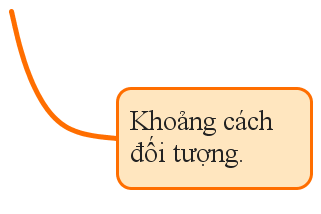 Khoảng cách
đối tượng.